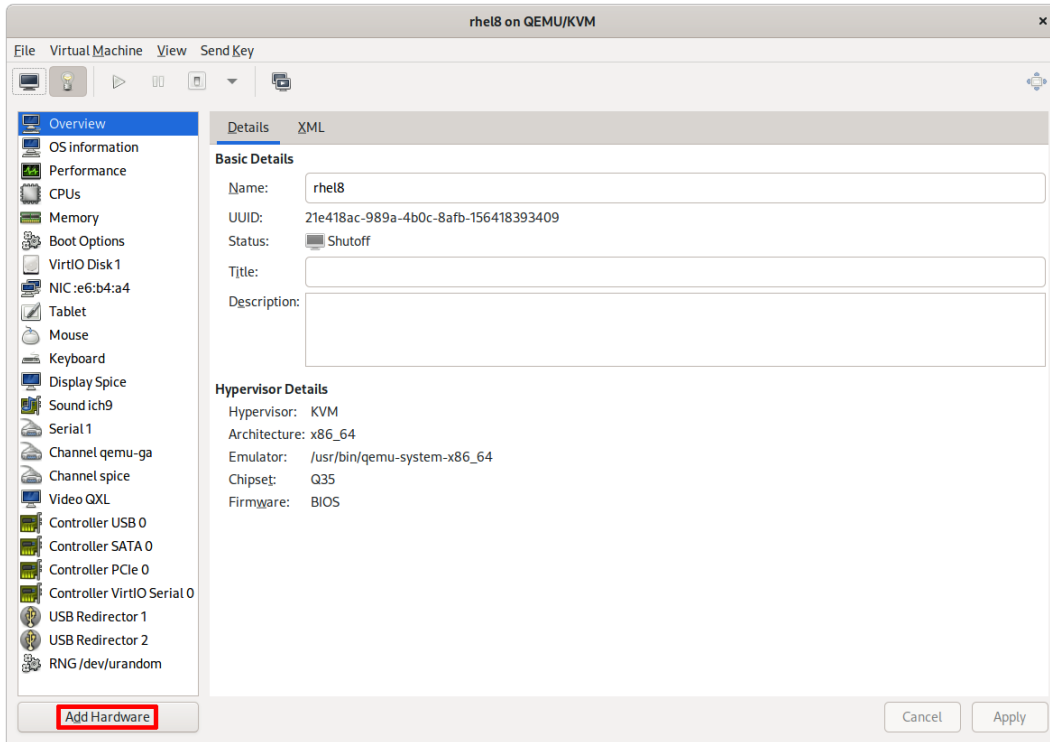 rhel8 on QEMU/KVM
File Virtual Machine View Send Key
Overview
OS information
Performance
CPUs
Memory
Boot Options
VirtIO Disk 1
NIC :e6:b4:a4
Tablet
Mouse
Keyboard
Display Spice
Sound ich9
Serial 1
Channel qemu-ga
Channel spice
Video QXL
Controller USB 0
Controller SATA 0
Controller PCIe 0
Controller VirtIO Serial 0
USB Redirector 1
USB Redirector 2
RNG /dev/urandom
Add Hardware
Details XML
Basic Details
Name: rhel8
UUID: 21e418ac-989a-4b0c-8afb-156418393409
Status: Shutoff
Title:
Description:
Hypervisor Details
Hypervisor: KVM
Architecture: x86_64
Emulator: /usr/bin/qemu-system-x86_64
Chipset: Q35
Firmware: BIOS
Cancel Apply